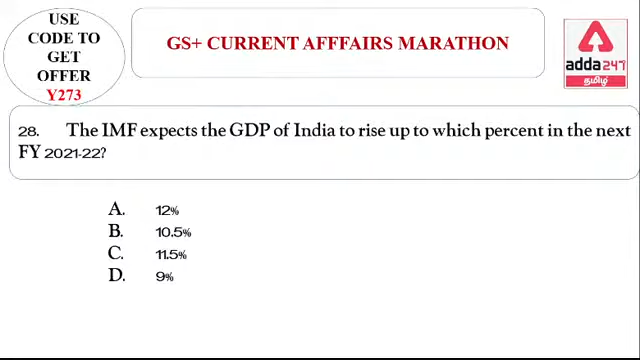 USE
CODE TO
GET
OFFER
Y273
GS+ CURRENT AFFFAIRS MARATHON
adda247
தமிழ்
28. The IMF expects the GDP of India to rise up to which percent in the next
FY 2021-22?
A. 12%
B. 10.5%
C. 11.5%
D. 9%